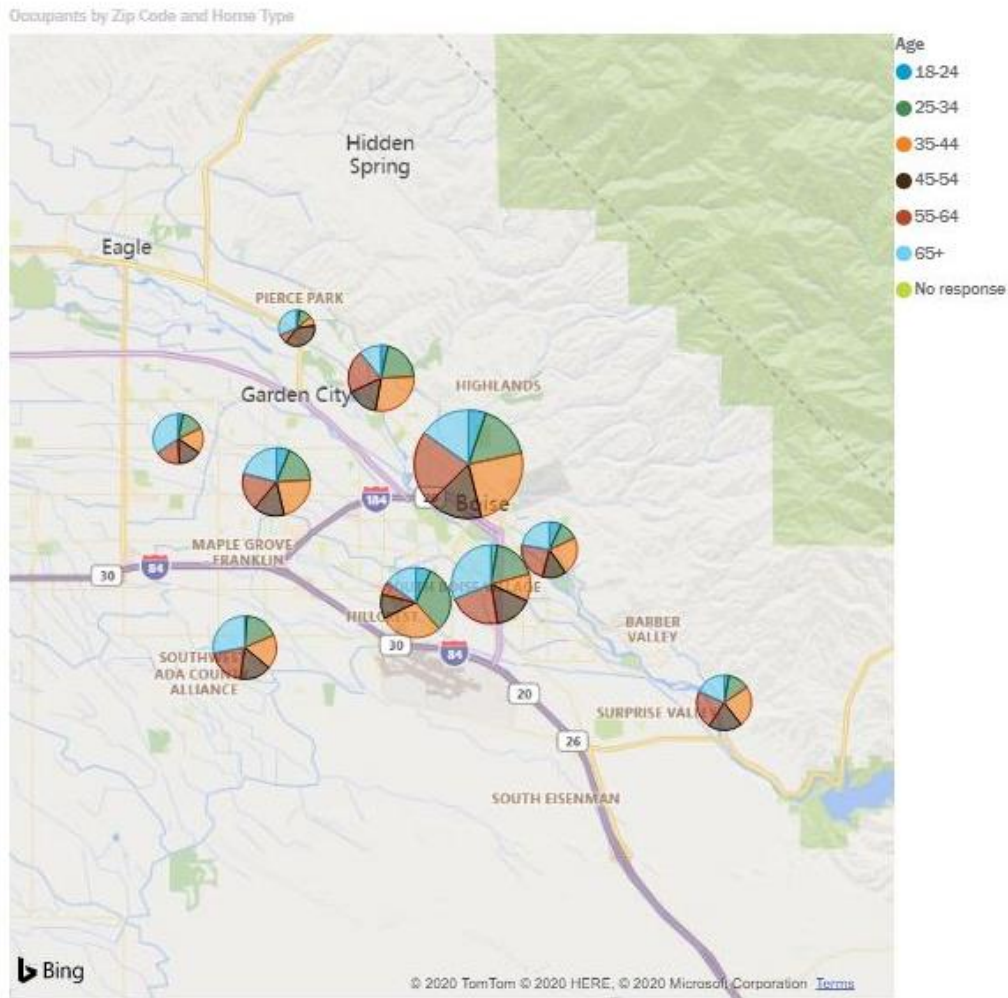 Occupants by Zip Code and Home Type
Age
18-24
25-34
35-44
45-54
55-64
65+
No response
Hidden
Spring
Eagle
PIERCE PARK
Garden City
HIGHLANDS
184
Boise
MAPLE GROVE
FRANKLIN
84
30
VILLAGE
HILLCREST
BARBER
VALLEY
30
84
SOUTHWEST
ADA COUNTY
ALLIANCE
20
SURPRISE VALLEY
26
SOUTH EISENMAN
Bing
© 2020 TomTom © 2020 HERE, © 2020 Microsoft Corporation Terms